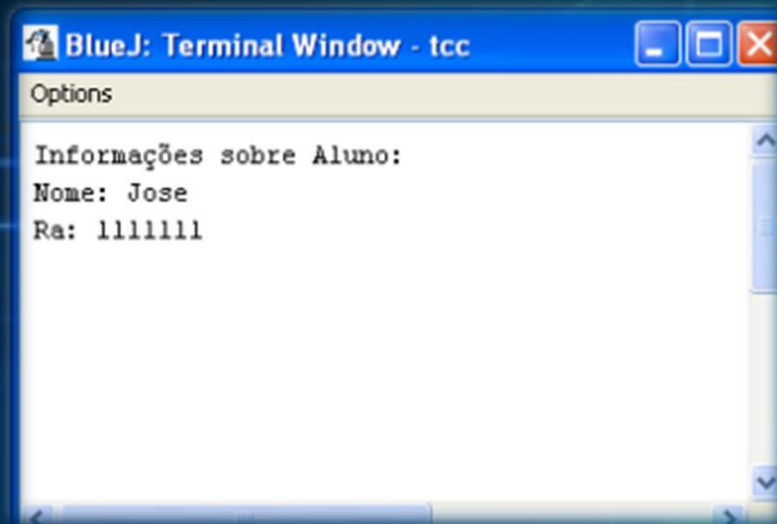 BlueJ: Terminal Window - tcc
Options
Informações sobre Aluno:
Nome: Jose
Ra: 1111111